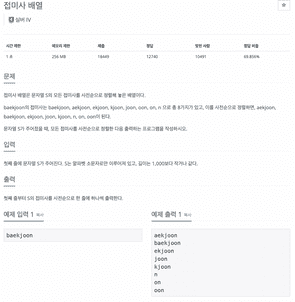 접미사 배열
실버 IV
시간 제한 메모리 제한 제출 정답 맞힌 사람 정답 비율
1 초 256 MB 18449 12740 10491 69.856%
문제
접미사 배열은 문자열 S의 모든 접미사를 사전순으로 정렬해 놓은 배열이다.
baekjoon의 접미사는 baekjoon, aekjoon, ekjoon, kjoon, joon, oon, on, n 으로 총 8가지가 있고, 이를 사전순으로 정렬하면, aekjoon,
baekjoon, ekjoon, joon, kjoon, n, on, oon이 된다.
문자열 S가 주어졌을 때, 모든 접미사를 사전순으로 정렬한 다음 출력하는 프로그램을 작성하시오.
입력
첫째 줄에 문자열 S가 주어진다. S는 알파벳 소문자로만 이루어져 있고, 길이는 1,000보다 작거나 같다.
출력
첫째 줄부터 S의 접미사를 사전순으로 한 줄에 하나씩 출력한다.
예제 입력 1 복사
baekjoon
예제 출력 1 복사
aekjoon
baekjoon
ekjoon
joon
kjoon
n
on
oon